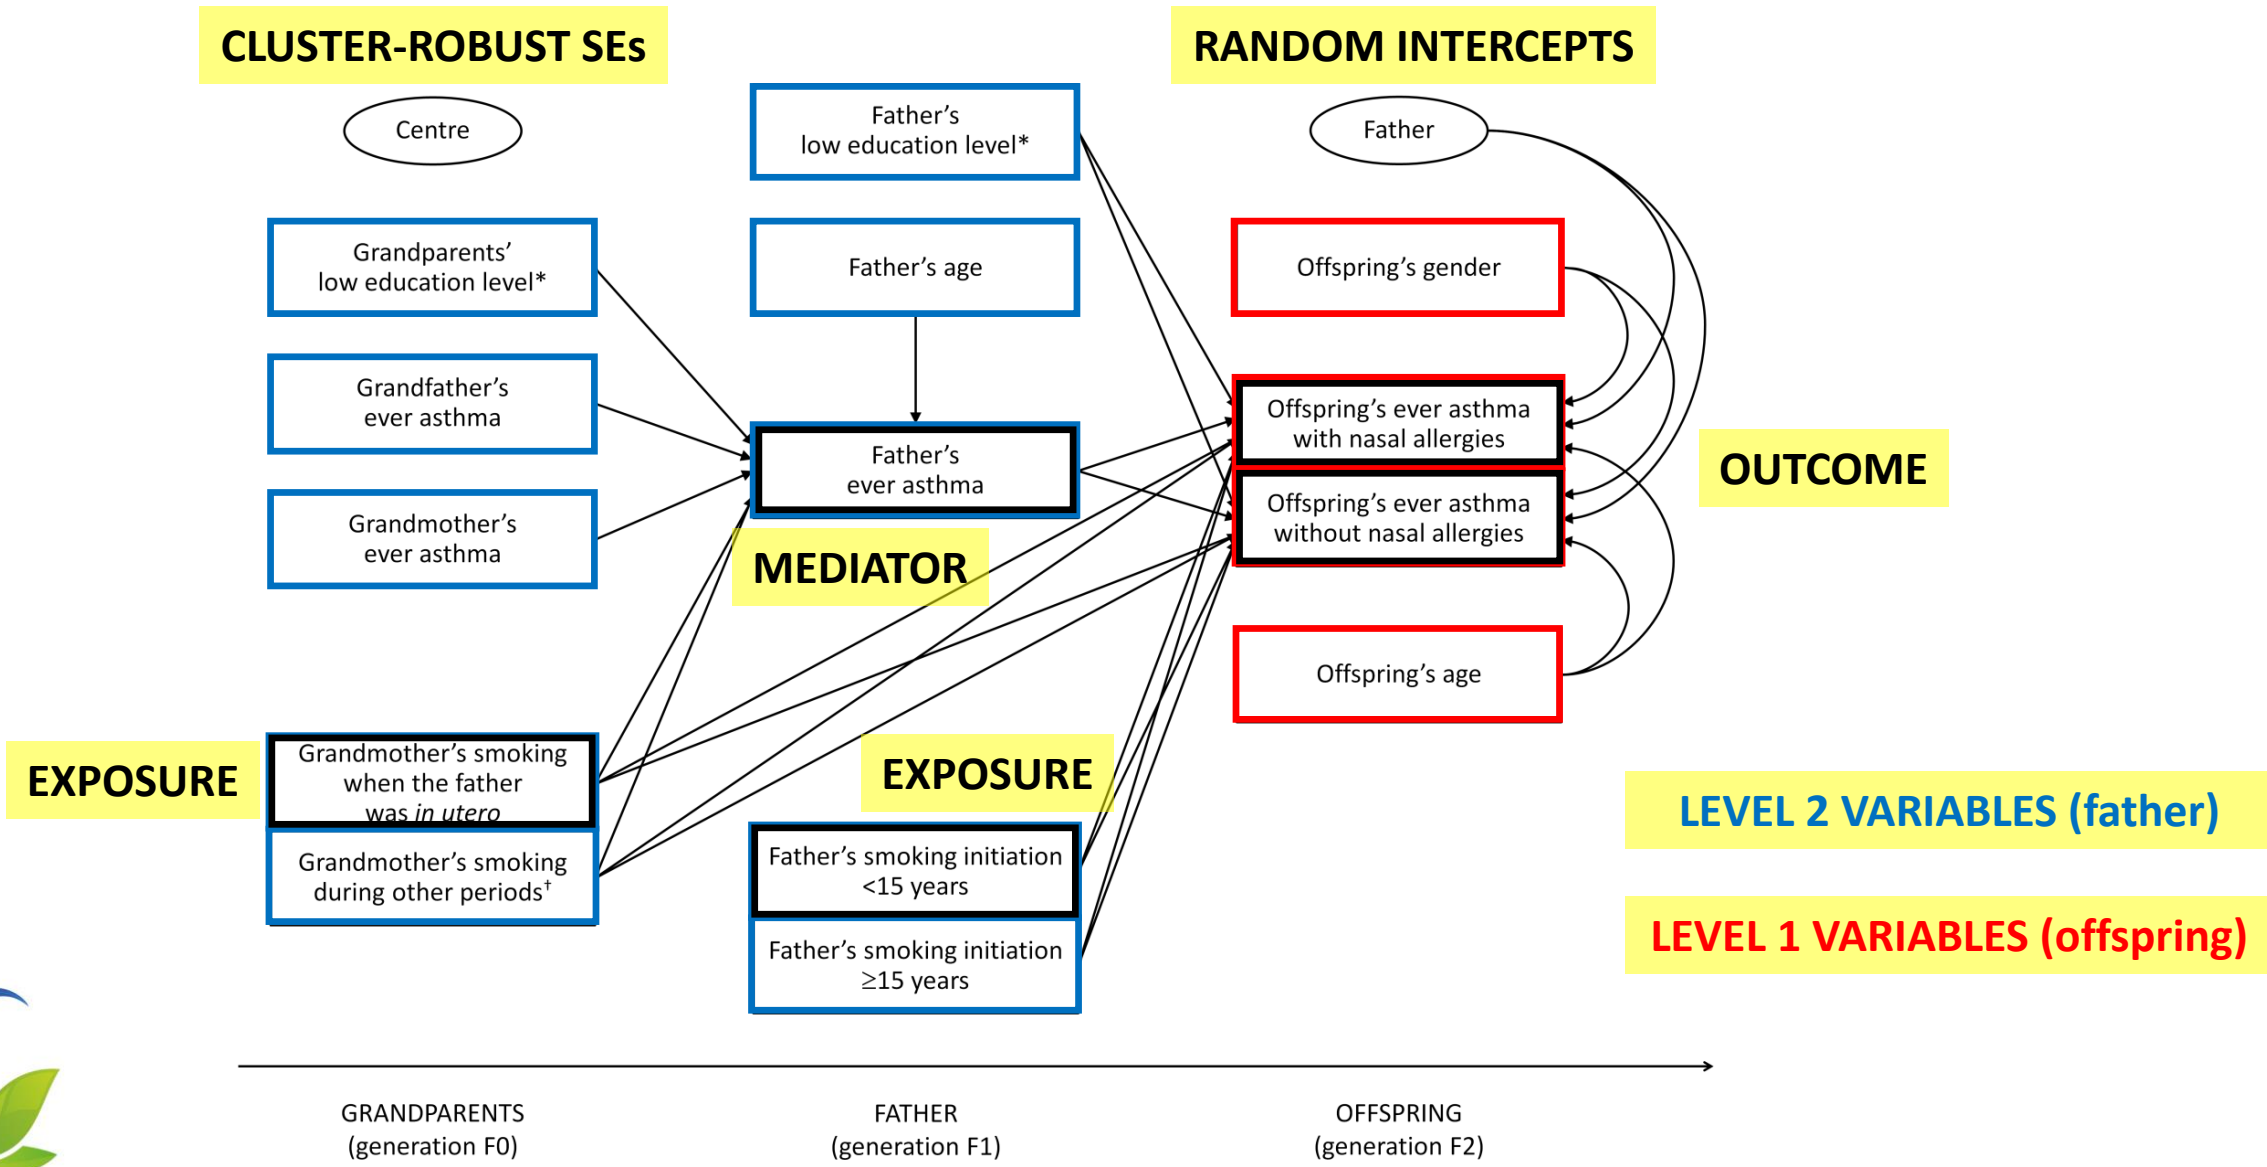 CLUSTER-ROBUST SEs
RANDOM INTERCEPTS
Centre
Father's
low education level*
Father
Grandparents'
low education level*
Father's age
Offspring's gender
Grandfather's
ever asthma
Father's
ever asthma
Offspring's ever asthma
with nasal allergies
OUTCOME
Offspring's ever asthma
without nasal allergies
Grandmother's
ever asthma
MEDIATOR
Offspring's age
EXPOSURE
Grandmother's smoking
when the father
was in utero
EXPOSURE
LEVEL 2 VARIABLES (father)
Grandmother's smoking
during other periods†
Father's smoking initiation
<15 years
LEVEL 1 VARIABLES (offspring)
Father's smoking initiation
≥15 years
GRANDPARENTS
(generation F0)
FATHER
(generation F1)
OFFSPRING
(generation F2)